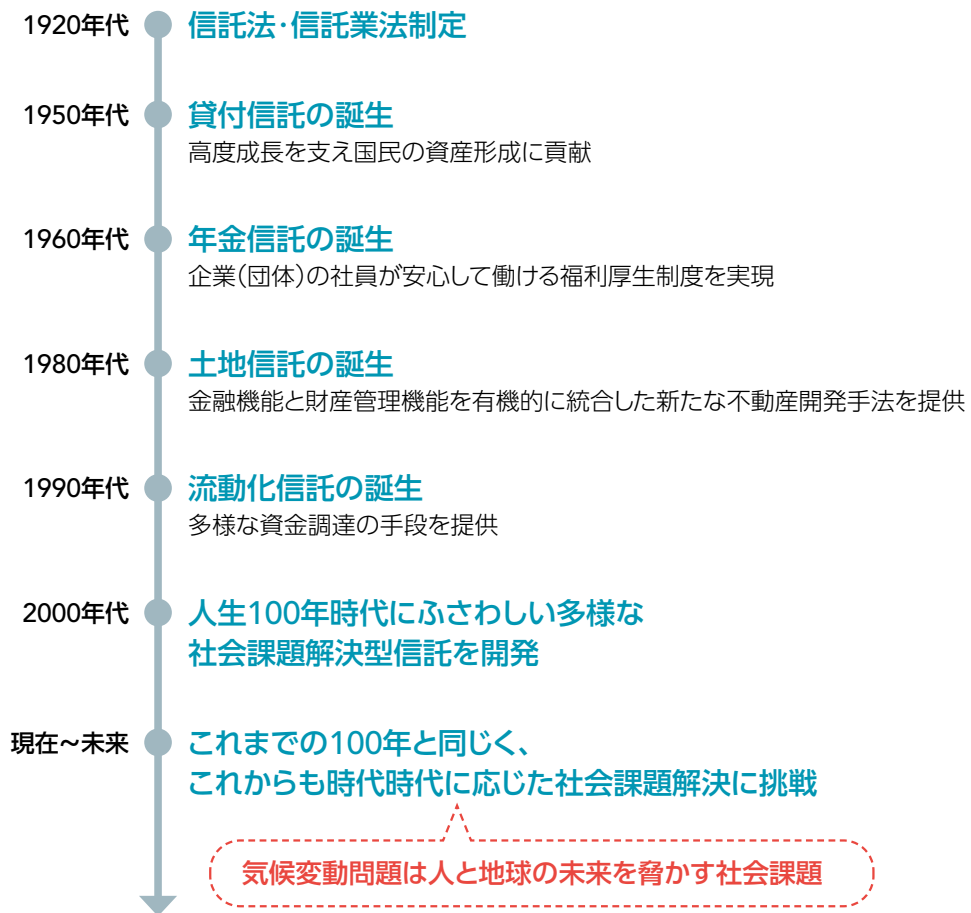 1920年代
信託法・信託業法制定
1950年代
貸付信託の誕生
高度成長を支え国民の資産形成に貢献
1960年代
年金信託の誕生
企業（団体）の社員が安心して働ける福利厚生制度を実現
1980年代
土地信託の誕生
金融機能と財産管理機能を有機的に統合した新たな不動産開発手法を提供
1990年代
流動化信託の誕生
多様な資金調達の手段を提供
2000年代
人生100年時代にふさわしい多様な
社会課題解決型信託を開発
現在～未来
これまでの100年と同じく、
これからも時代時代に応じた社会課題解決に挑戦
気候変動問題は人と地球の未来を脅かす社会課題